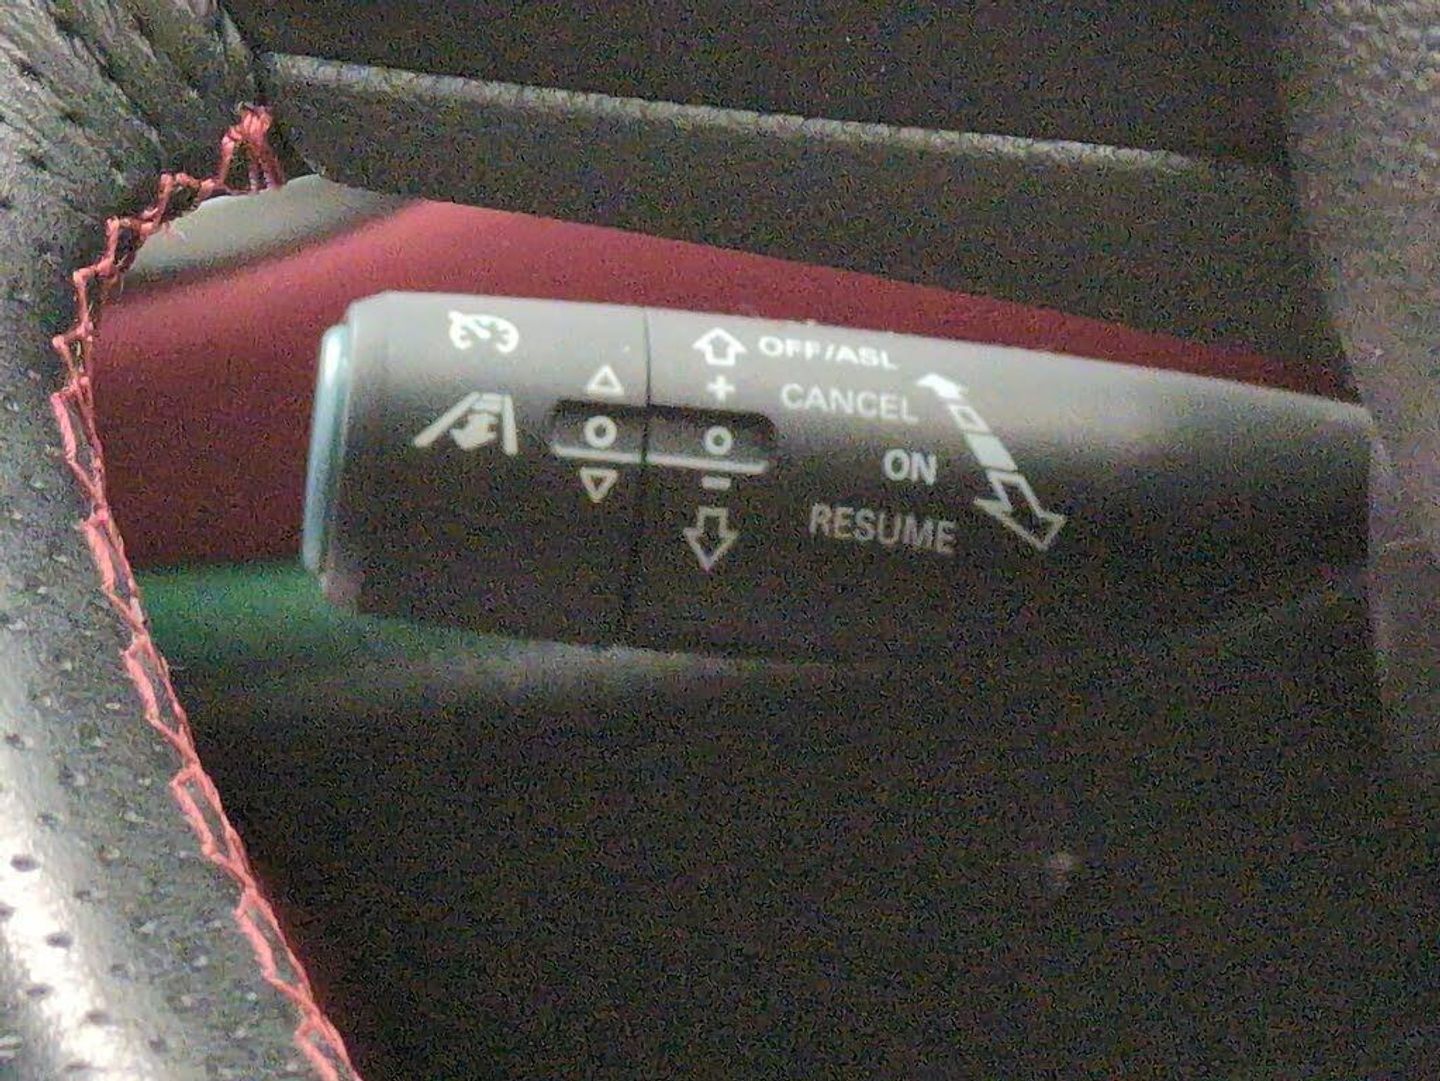 OFF/ASL
+
CANCEL
ON
-
RESUME